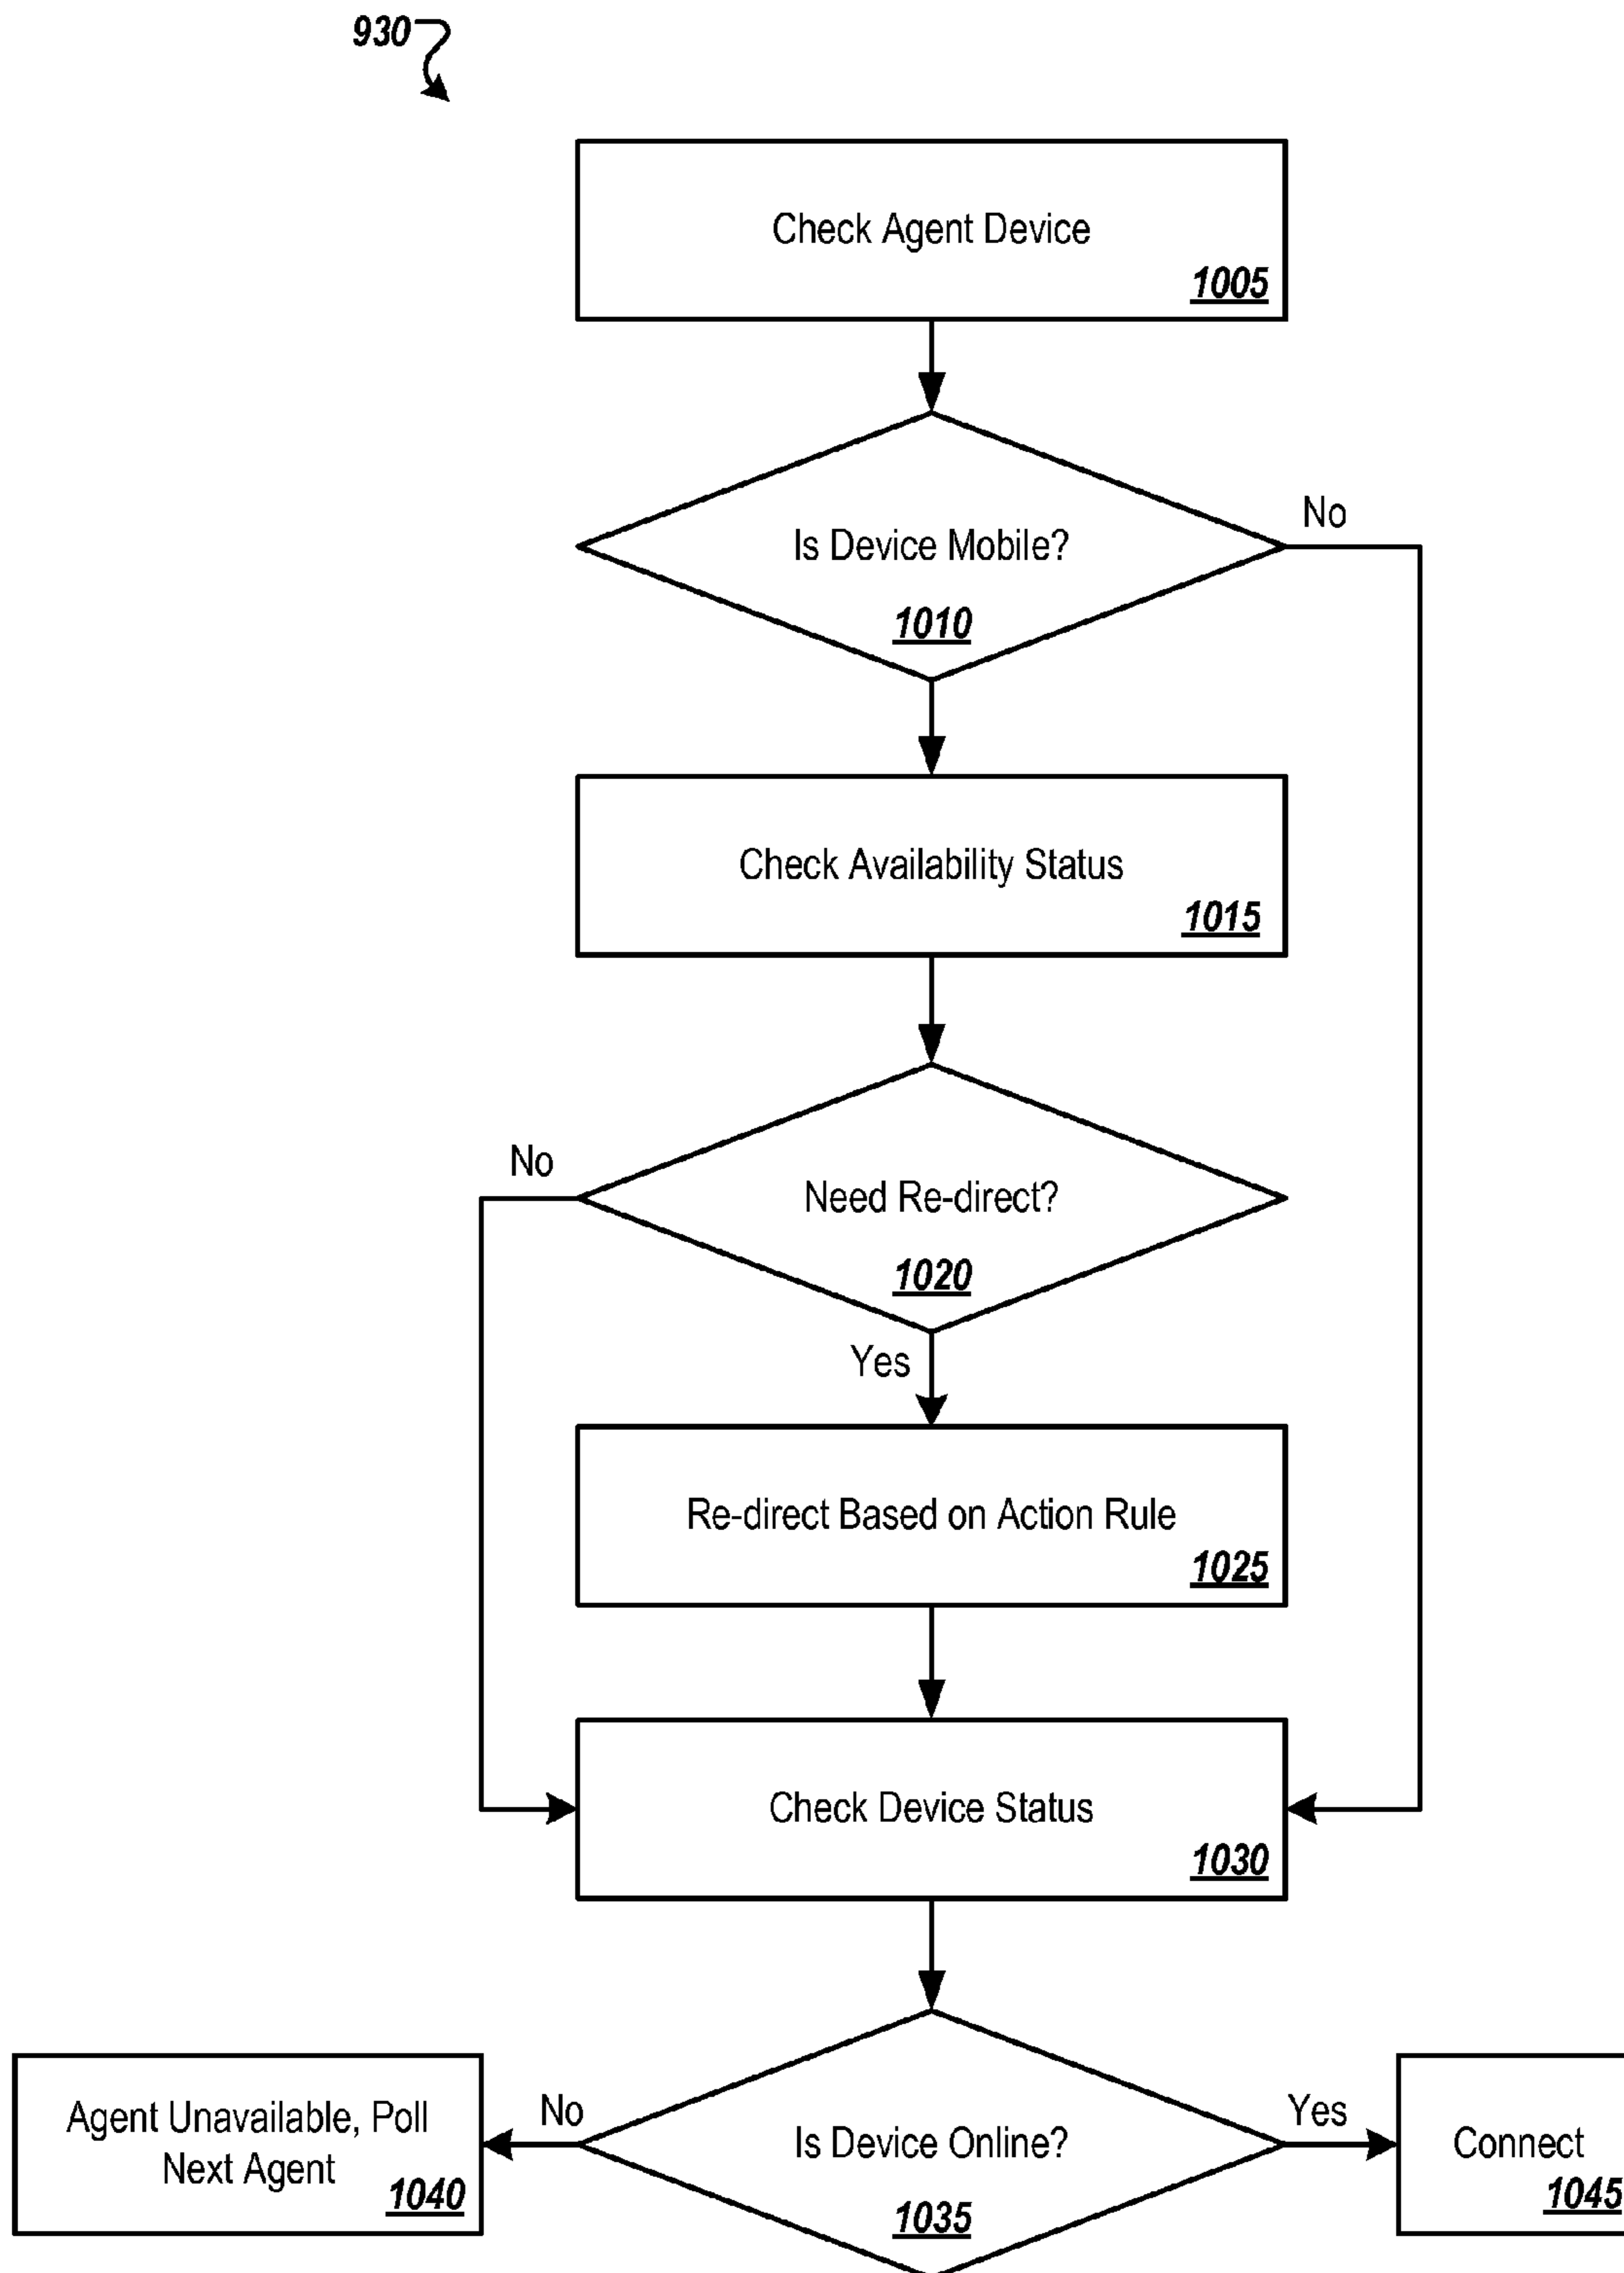 930
Check Agent Device
1005
No
Is Device Mobile?
1010
Check Availability Status
1015
No
Need Re-direct?
1020
Yes
Re-direct Based on Action Rule
1025
Check Device Status
1030
Agent Unavailable, Poll
Next Agent
1040
No
Is Device Online?
1035
Yes
Connect
1045